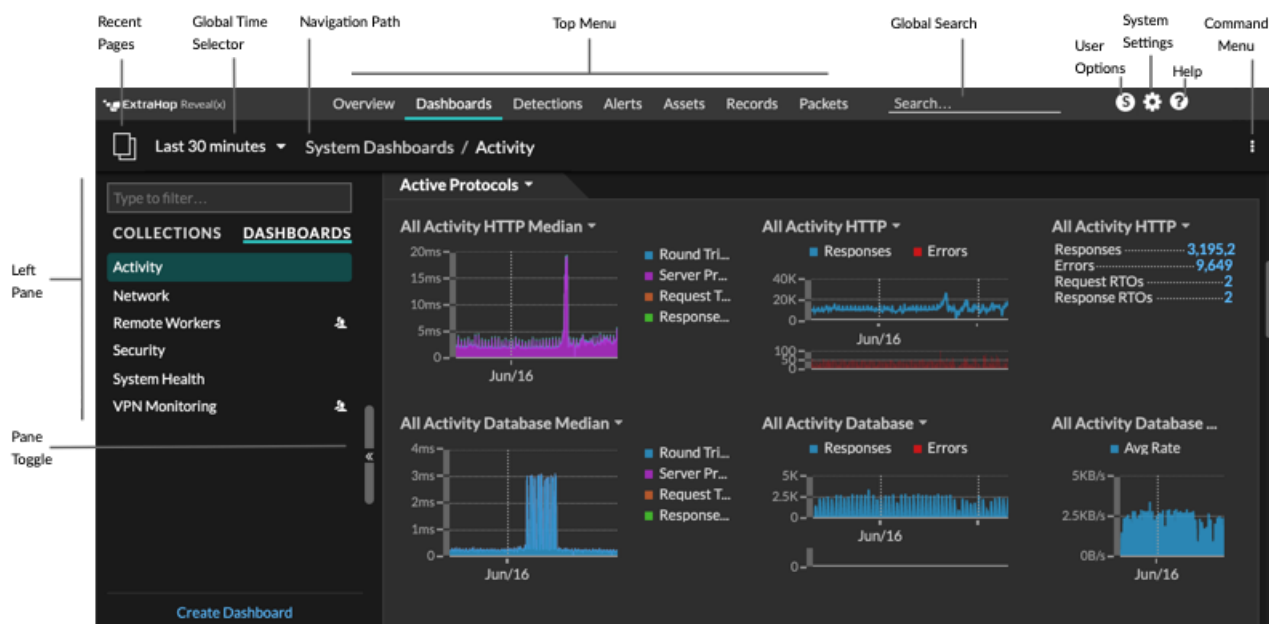 Recent Pages
Global Time Selector
Navigation Path
Top Menu
Global Search
User Options
System Settings
Help
Command Menu
ExtraHop Reveal(x)
Overview Dashboards Detections Alerts Assets Records Packets Search... S ?
Last 30 minutes System Dashboards / Activity
Left Pane
Pane Toggle
Type to filter...
COLLECTIONS DASHBOARDS
Activity
Network
Remote Workers
Security
System Health
VPN Monitoring
«
Create Dashboard
Active Protocols
All Activity HTTP Median
20ms
15ms
10ms
5ms
0
Jun/16
Round Tri...
Server Pr...
Request T...
Response...
All Activity HTTP
Responses Errors
40K
20K
0
Jun/16
100
50
0
All Activity HTTP
Responses 3,195,2
Errors 9,649
Request RTOs 2
Response RTOs 2
All Activity Database Median
4ms
3ms
2ms
1ms
0
Jun/16
Round Tri...
Server Pr...
Request T...
Response...
All Activity Database
Responses Errors
5K
2.5K
0
Jun/16
0
All Activity Database ...
Avg Rate
5KB/s
2.5KB/s
0B/s
Jun/16